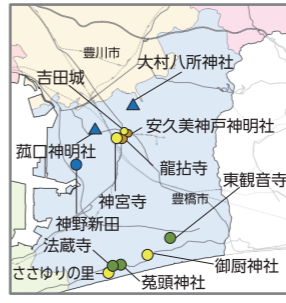 豊川市
大村八所神社
吉田城
安久美神戸神明社
菰口神明社
龍拈寺
東観音寺
神宮寺
豊橋市
神野新田
法蔵寺
御厨神社
ささゆりの里
菟頭神社